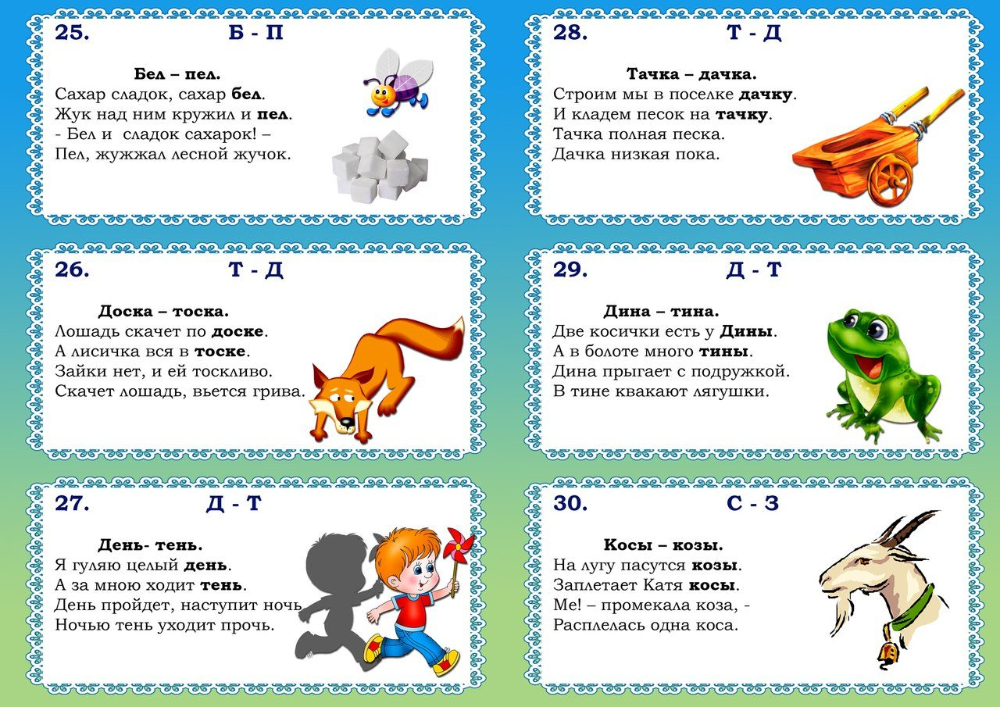 25. Б - П
Бел – пел.
Сахар сладок, сахар бел.
Жук над ним кружил и пел.
- Бел и сладок сахарок! –
Пел, жужжал лесной жучок.
26. Т - Д
Доска – тоска.
Лошадь скачет по доске.
А лисичка вся в тоске.
Зайки нет, и ей тоскливо.
Скачет лошадь, вьется грива.
27. Д - Т
День- тень.
Я гуляю целый день.
А за мною ходит тень.
День пройдет, наступит ночь
Ночью тень уходит прочь.
28. Т - Д
Тачка – дачка.
Строим мы в поселке дачку.
И кладем песок на тачку.
Тачка полная песка.
Дачка низкая пока.
29. Д - Т
Дина – тина.
Две косички есть у Дины.
А в болоте много тины.
Дина прыгает с подружкой.
В тине квакают лягушки.
30. С - З
Косы – козы.
На лугу пасутся козы.
Заплетает Катя косы.
Ме! – промекала коза, -
Расплелась одна коса.